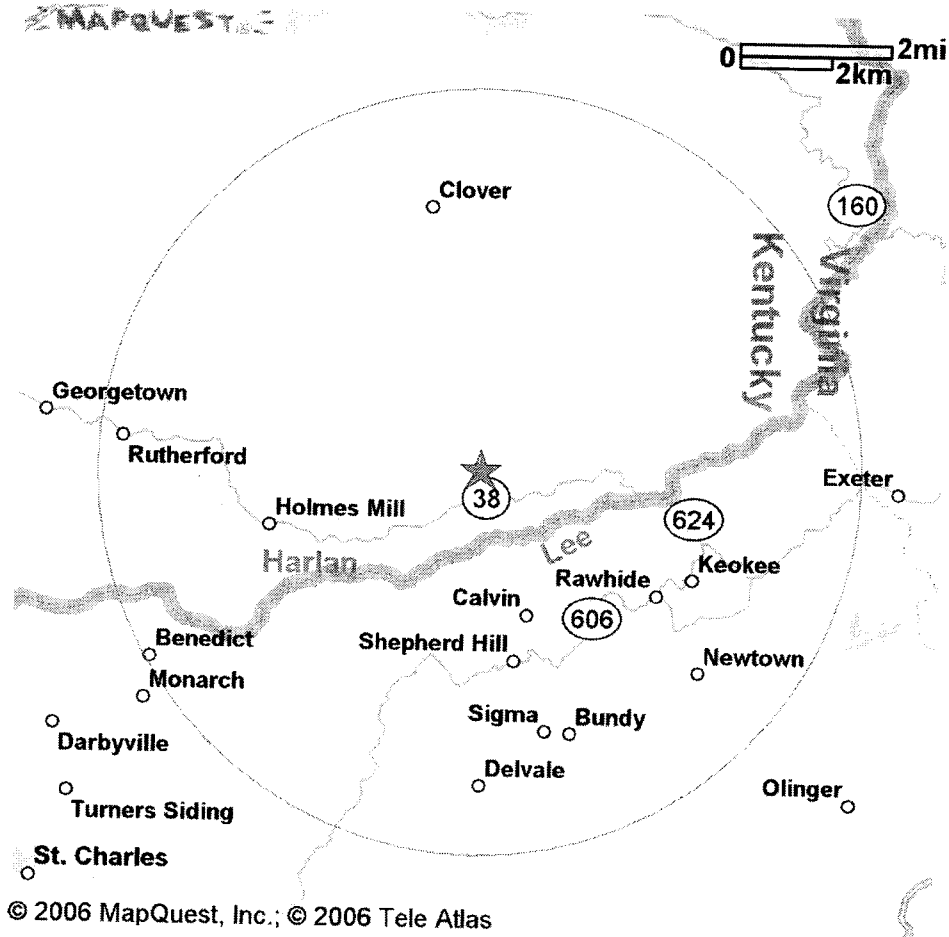 MAPQUEST
0
2mi
2km
Clover
160
Kentucky
Virginia
Georgetown
Rutherford
Exeter
Holmes Mill
38
624
Harlan
Lee
Keokee
Rawhide
Calvin
606
Benedict
Shepherd Hill
Newtown
Monarch
Sigma
Bundy
Darbyville
Delvale
Olinger
Turners Siding
St. Charles
© 2006 MapQuest, Inc.; © 2006 Tele Atlas